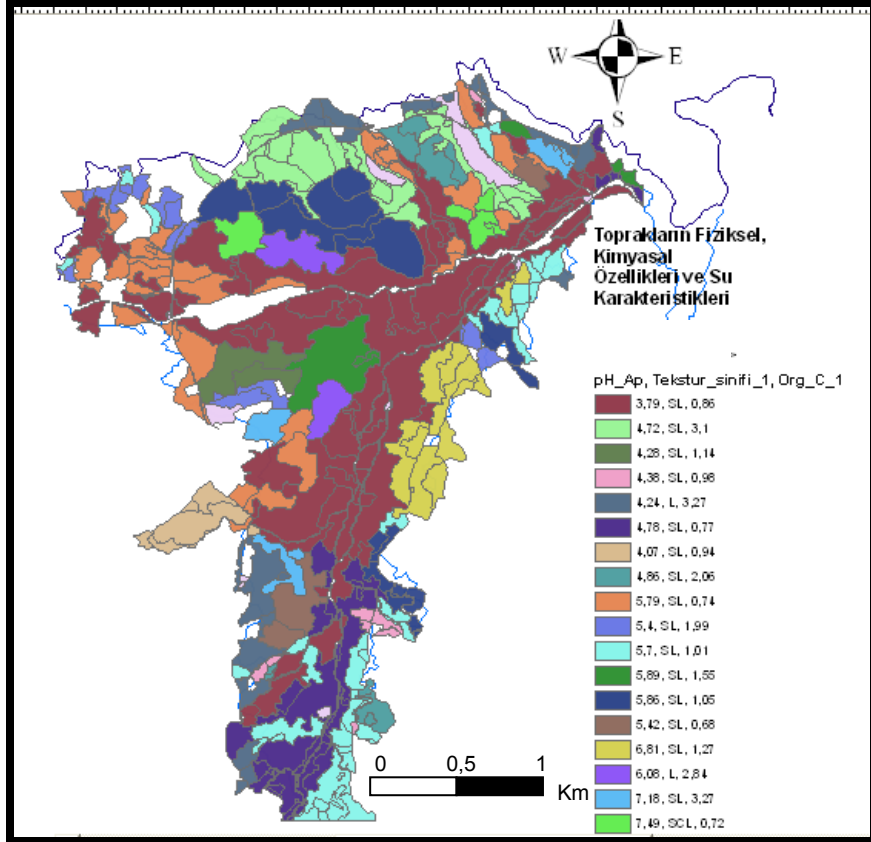 W E
S
Toprakların Fiziksel,
Kimyasal
Özellikleri ve Su
Karakteristikleri
pH_Ap, Tekstur_sinifi_1, Org_C_1
3,79, SL, 0,86
4,72, SL, 3,1
4,28, SL, 1,14
4,38, SL, 0,98
4,24, L, 3,27
4,78, SL, 0,77
4,07, SL, 0,94
4,86, SL, 2,06
5,79, SL, 0,74
5,4, SL, 1,99
5,7, SL, 1,01
5,89, SL, 1,55
5,86, SL, 1,05
5,42, SL, 0,68
6,81, SL, 1,27
6,08, L, 2,84
7,18, SL, 3,27
7,49, SCL, 0,72
0 0,5 1
Km